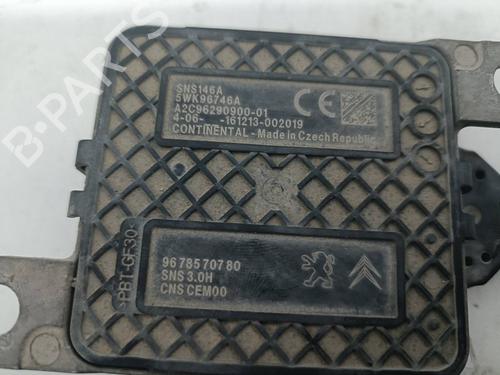 B-PARTS
SNS146A
5WK96746A
A2C96290900-01
4-06- -161213-002019
CONTINENTAL - Made in Czech Republic
CE
>PBT-GF30<
9678570780
SNS 3.0H
CNS CEM00